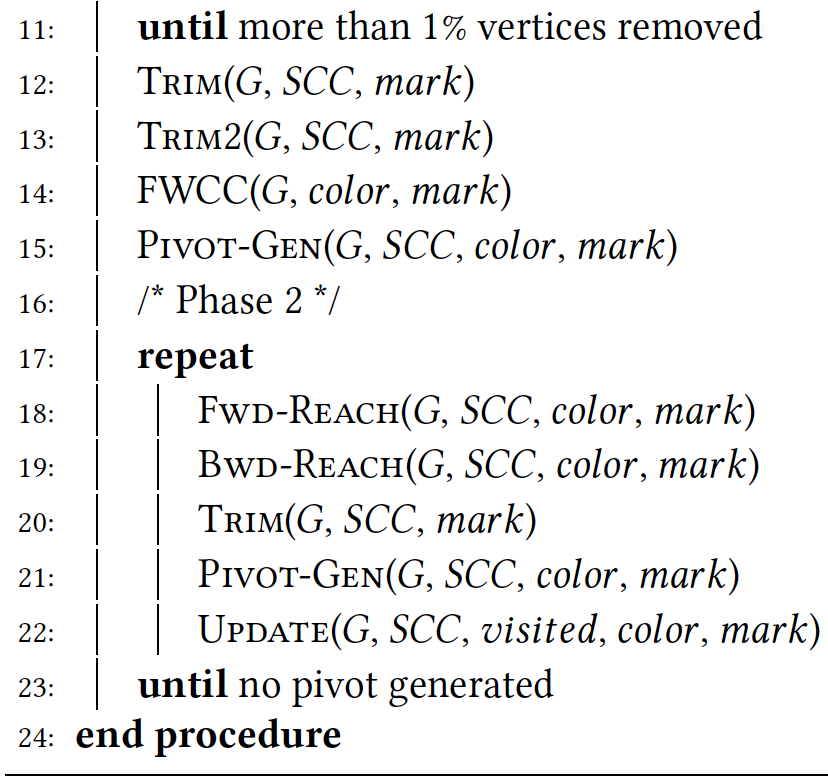 11: until more than 1% vertices removed
12: Trim(G, SCC, mark)
13: Trim2(G, SCC, mark)
14: FWCC(G, color, mark)
15: Pivot-Gen(G, SCC, color, mark)
16: /* Phase 2 */
17: repeat
18: Fwd-Reach(G, SCC, color, mark)
19: Bwd-Reach(G, SCC, color, mark)
20: Trim(G, SCC, mark)
21: Pivot-Gen(G, SCC, color, mark)
22: Update(G, SCC, visited, color, mark)
23: until no pivot generated
24: end procedure